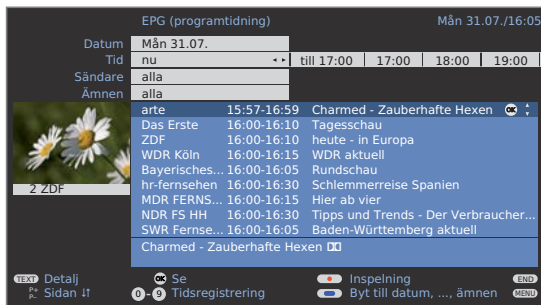 EPG (programtidning) Mån 31.07./16:05
Datum Mån 31.07.
Tid nu till 17:00 17:00 18:00 19:00
Sändare alla
Ämnen alla
arte 15:57-16:59 Charmed - Zauberhafte Hexen OK
Das Erste 16:00-16:10 Tagesschau
ZDF 16:00-16:10 heute - in Europa
WDR Köln 16:00-16:15 WDR aktuell
Bayerisches... 16:00-16:05 Rundschau
hr-fernsehen 16:00-16:30 Schlemmerreise Spanien
MDR FERNS... 16:00-16:15 Hier ab vier
NDR FS HH 16:00-16:30 Tipps und Trends - Der Verbraucher...
SWR Fernse... 16:00-16:05 Baden-Württemberg aktuell
2 ZDF
Charmed - Zauberhafte Hexen
TEXT Detalj OK Se Inspelning END
P+ P- Sidan 0-9 Tidsregistrering Byt till datum, ..., ämnen MENU